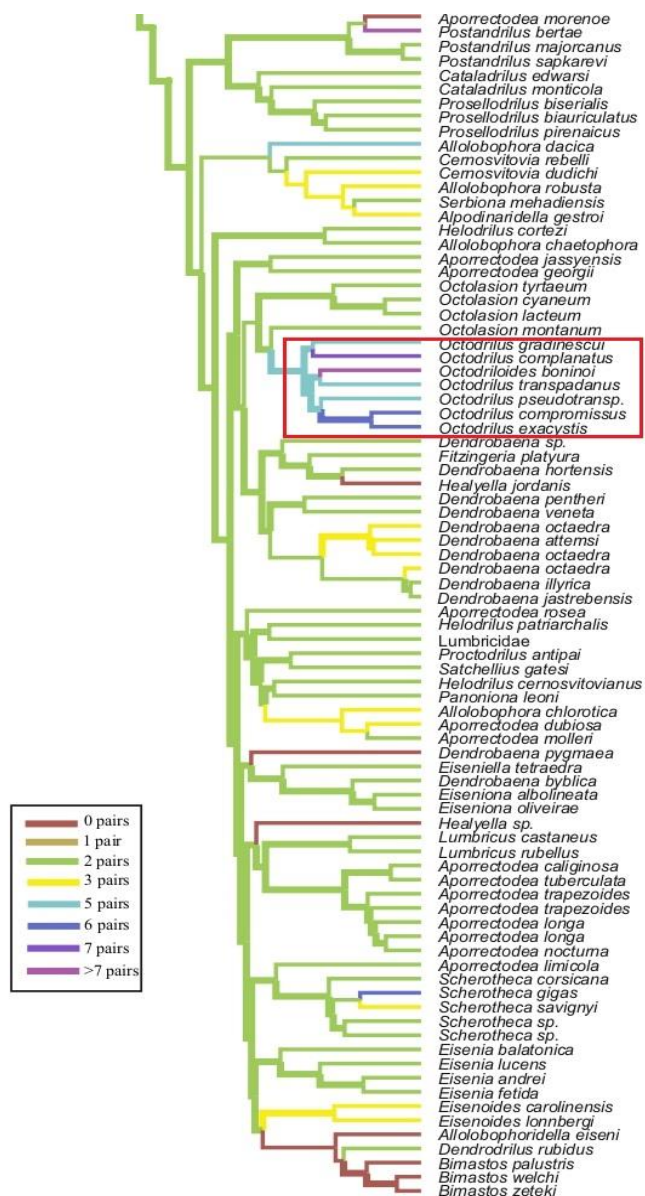 Aporrectodea morenoe
Postandrilus bertae
Postandrilus majorcanus
Postandrilus sapkarevi
Cataladrilus edwarsi
Cataladrilus monticola
Prosellodrilus biserialis
Prosellodrilus biauriculatus
Prosellodrilus pirenaicus
Allolobophora dacica
Cernosvitovia rebelli
Cernosvitovia dudichi
Allolobophora robusta
Serbiona mehadiensis
Alpodinaridella gestroi
Helodrilus cortezi
Allolobophora chaetophora
Aporrectodea jassyensis
Aporrectodea georgii
Octolasion tyrtaeum
Octolasion cyaneum
Octolasion lacteum
Octolasion montanum
Octodrilus gradinescui
Octodrilus complanatus
Octodriloides boninoi
Octodrilus transpadanus
Octodrilus pseudotransp.
Octodrilus compromissus
Octodrilus exacystis
Dendrobaena sp.
Fitzingeria platyura
Dendrobaena hortensis
Healyella jordanis
Dendrobaena pentheri
Dendrobaena veneta
Dendrobaena octaedra
Dendrobaena attemsi
Dendrobaena octaedra
Dendrobaena octaedra
Dendrobaena illyrica
Dendrobaena jastrebensis
Aporrectodea rosea
Helodrilus patriarchalis
Lumbricidae
Proctodrilus antipai
Satchellius gatesi
Helodrilus cernosvitovianus
Panoniona leoni
Allolobophora chlorotica
Aporrectodea dubiosa
Aporrectodea molleri
Dendrobaena pygmaea
Eiseniella tetraedra
Dendrobaena byblica
Eiseniona albolineata
Eiseniona oliveirae
Healyella sp.
Lumbricus castaneus
Lumbricus rubellus
Aporrectodea caliginosa
Aporrectodea tuberculata
Aporrectodea trapezoides
Aporrectodea trapezoides
Aporrectodea longa
Aporrectodea longa
Aporrectodea nocturna
Aporrectodea limicola
Scherotheca corsicana
Scherotheca gigas
Scherotheca savignyi
Scherotheca sp.
Scherotheca sp.
Eisenia balatonica
Eisenia lucens
Eisenia andrei
Eisenia fetida
Eisenoides carolinensis
Eisenoides lonnbergi
Allolobophoridella eiseni
Dendrodrilus rubidus
Bimastos palustris
Bimastos welchi
Bimastos zeteki
0 pairs
1 pair
2 pairs
3 pairs
5 pairs
6 pairs
7 pairs
>7 pairs